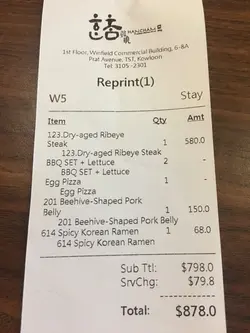 HANCHAM
1st Floor, Winfield Commercial Building, 6-8A
Prat Avenue, TST, Kowloon
Tel: 3105 -2301
Reprint(1)
W5 Stay
Item Qty Amt
123.Dry-aged Ribeye
Steak 1 580.0
123.Dry-aged Ribeye Steak
BBQ SET + Lettuce 2 -
BBQ SET + Lettuce
Egg Pizza 1 -
Egg Pizza
201 Beehive-Shaped Pork
Belly 1 150.0
201 Beehive-Shaped Pork Belly
614 Spicy Korean Ramen 1 68.0
614 Spicy Korean Ramen
Sub Ttl: $798.0
SrvChg: $79.8
Total: $878.0